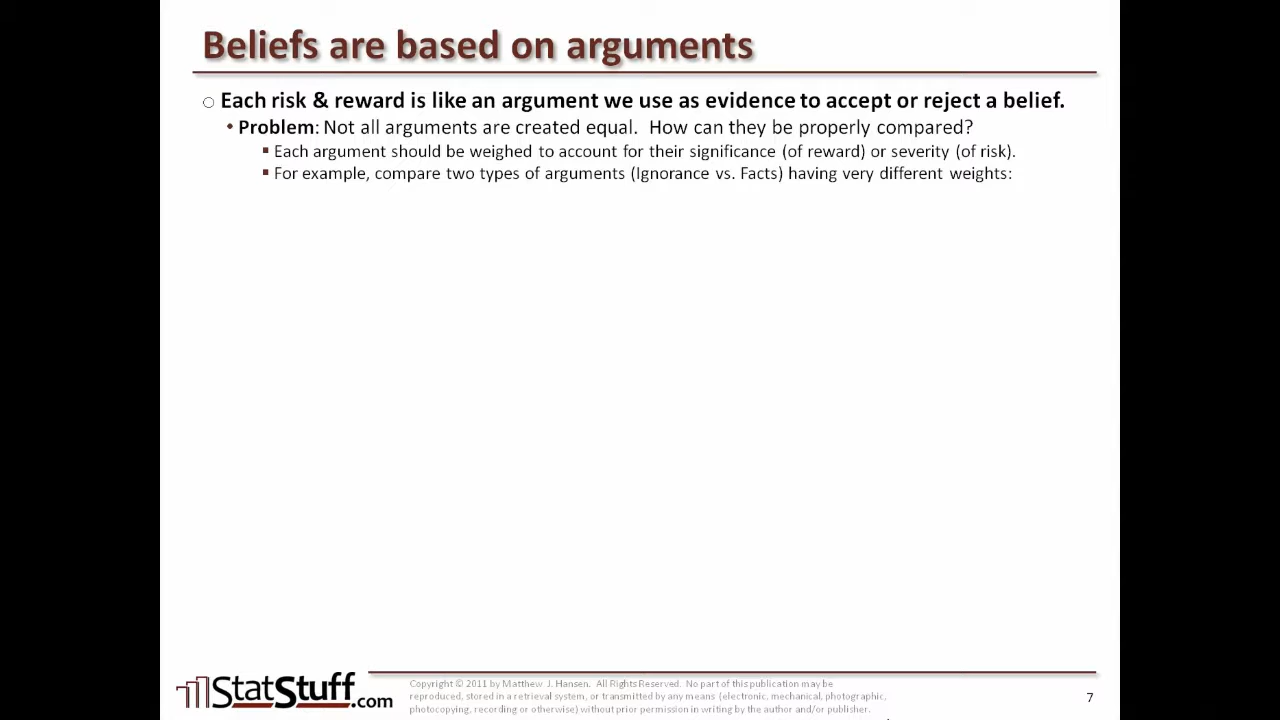 Beliefs are based on arguments
○ Each risk & reward is like an argument we use as evidence to accept or reject a belief.
• Problem: Not all arguments are created equal.  How can they be properly compared?
▪ Each argument should be weighed to account for their significance (of reward) or severity (of risk).
▪ For example, compare two types of arguments (Ignorance vs. Facts) having very different weights:
StatStuff.com
Copyright © 2011 by Matthew J. Hansen.  All Rights Reserved.  No part of this publication may be
reproduced, stored in a retrieval system, or transmitted by any means (electronic, mechanical, photographic,
photocopying, recording or otherwise) without prior permission in writing by the author and/or publisher.
7